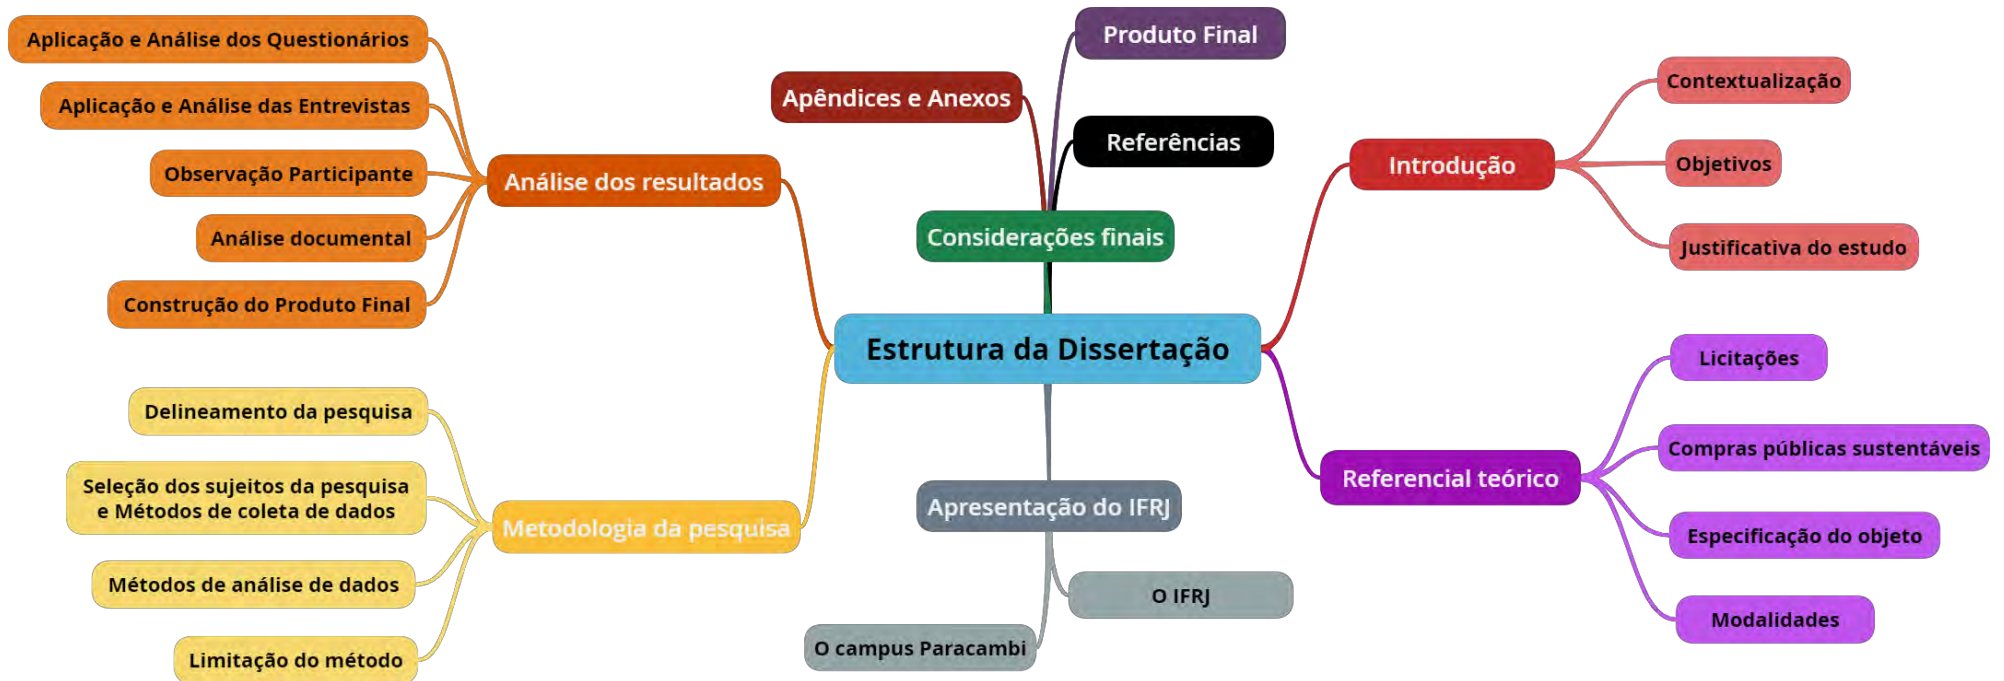 Estrutura da Dissertação
Introdução
Contextualização
Objetivos
Justificativa do estudo
Referencial teórico
Licitações
Compras públicas sustentáveis
Especificação do objeto
Modalidades
Apresentação do IFRJ
O IFRJ
O campus Paracambi
Metodologia da pesquisa
Delineamento da pesquisa
Seleção dos sujeitos da pesquisa
e Métodos de coleta de dados
Métodos de análise de dados
Limitação do método
Análise dos resultados
Aplicação e Análise dos Questionários
Aplicação e Análise das Entrevistas
Observação Participante
Análise documental
Construção do Produto Final
Considerações finais
Referências
Apêndices e Anexos
Produto Final